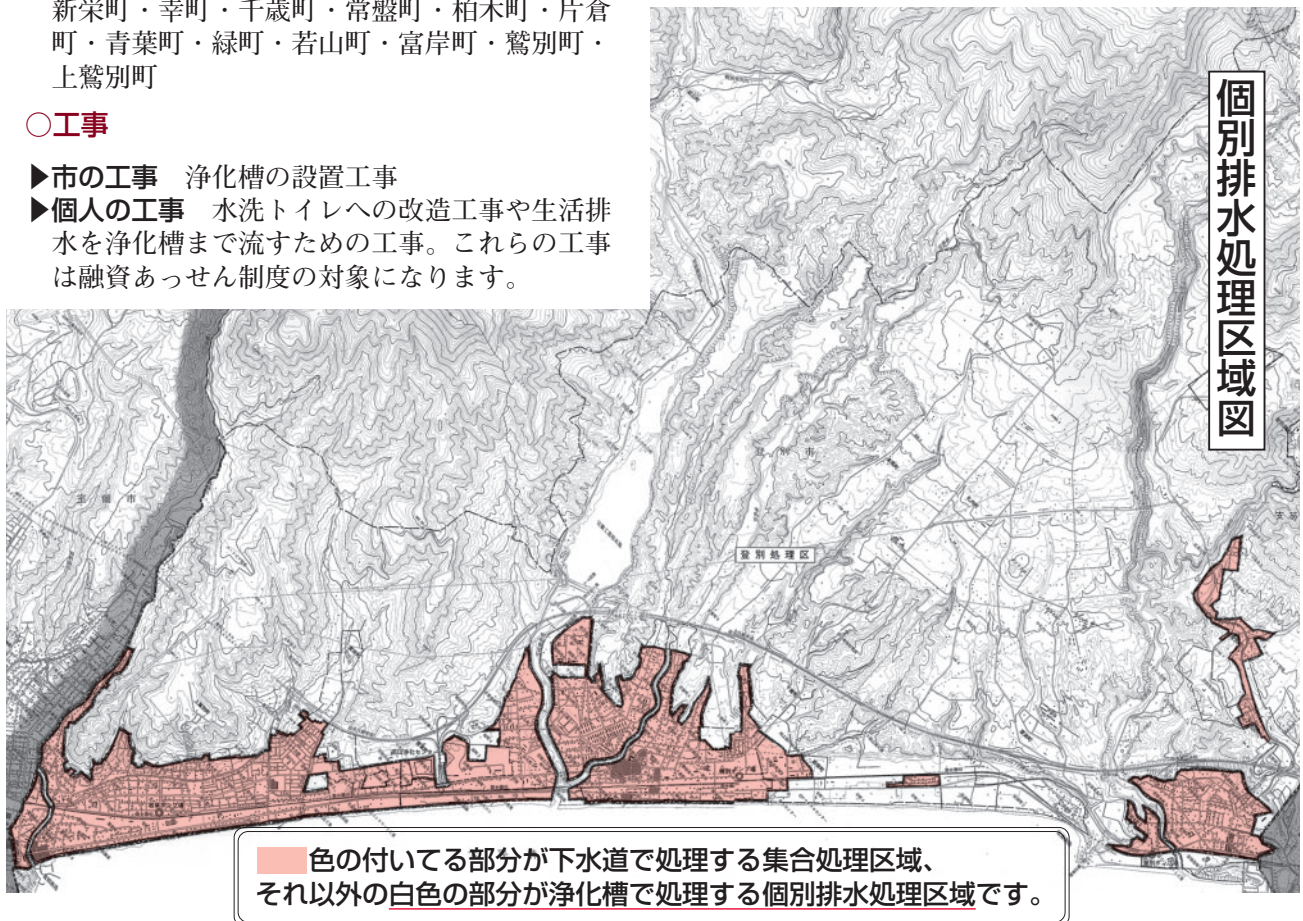 新栄町・幸町・千歳町・常盤町・柏木町・片倉
町・青葉町・緑町・若山町・富岸町・鷲別町・
上鷲別町
○工事
▶市の工事　浄化槽の設置工事
▶個人の工事　水洗トイレへの改造工事や生活排
水を浄化槽まで流すための工事。これらの工事
は融資あっせん制度の対象になります。
個別排水処理区域図
室蘭市
登別市
登別処理区
色の付いてる部分が下水道で処理する集合処理区域、
それ以外の白色の部分が浄化槽で処理する個別排水処理区域です。